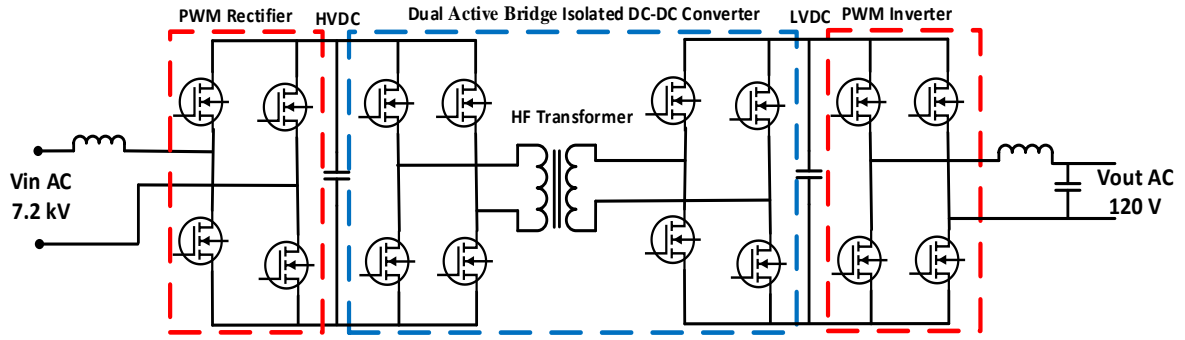 PWM Rectifier
HVDC
Dual Active Bridge Isolated DC-DC Converter
LVDC
PWM Inverter
HF Transformer
Vin AC
7.2 kV
Vout AC
120 V